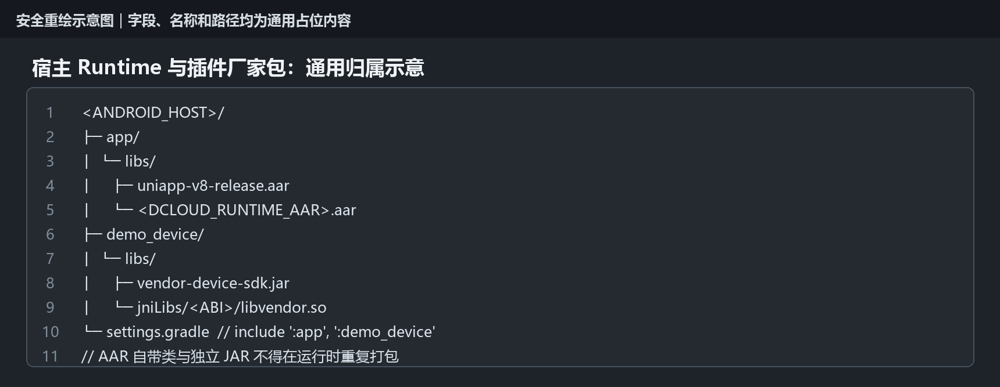 安全重绘示意图 | 字段、名称和路径均为通用占位内容
宿主 Runtime 与插件厂家包：通用归属示意
1 <ANDROID_HOST>/
2 ├─ app/
3 │ └─ libs/
4 │ ├─ uniapp-v8-release.aar
5 │ └─ <DCLOUD_RUNTIME_AAR>.aar
6 ├─ demo_device/
7 │ └─ libs/
8 │ ├─ vendor-device-sdk.jar
9 │ └─ jniLibs/<ABI>/libvendor.so
10 └─ settings.gradle // include ':app', ':demo_device'
11 // AAR 自带类与独立 JAR 不得在运行时重复打包